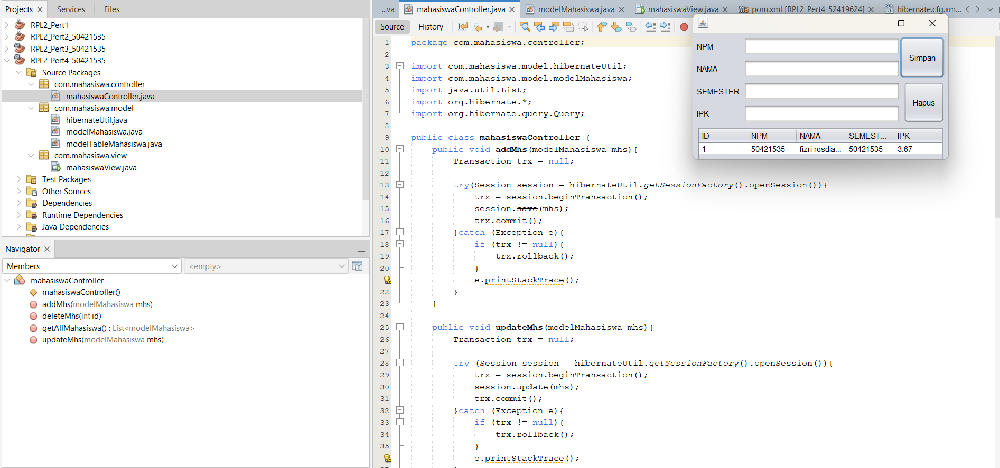 Projects
Services
Files
RPL2_Pert1
RPL2_Pert2_50421535
RPL2_Pert3_50421535
RPL2_Pert4_50421535
Source Packages
com.mahasiswa.controller
mahasiswaController.java
com.mahasiswa.model
hibernateUtil.java
modelMahasiswa.java
modelTableMahasiswa.java
com.mahasiswa.view
mahasiswaView.java
Test Packages
Other Sources
Dependencies
Runtime Dependencies
Java Dependencies
Navigator
Members
<empty>
mahasiswaController
mahasiswaController()
addMhs(modelMahasiswa mhs)
deleteMhs(int id)
getAllMahasiswa() : List<modelMahasiswa>
updateMhs(modelMahasiswa mhs)
...va
mahasiswaController.java
modelMahasiswa.java
mahasiswaView.java
pom.xml [RPL2_Pert4_52419624]
hibernate.cfg.xm...
Source
History
1 package com.mahasiswa.controller;
2
3 import com.mahasiswa.model.hibernateUtil;
4 import com.mahasiswa.model.modelMahasiswa;
5 import java.util.List;
6 import org.hibernate.*;
7 import org.hibernate.query.Query;
8
9 public class mahasiswaController {
10 public void addMhs(modelMahasiswa mhs){
11 Transaction trx = null;
12
13 try(Session session = hibernateUtil.getSessionFactory().openSession()){
14 trx = session.beginTransaction();
15 session.save(mhs);
16 trx.commit();
17 }catch (Exception e){
18 if (trx != null){
19 trx.rollback();
20 }
e.printStackTrace();
22 }
23 }
24
25 public void updateMhs(modelMahasiswa mhs){
26 Transaction trx = null;
27
28 try (Session session = hibernateUtil.getSessionFactory().openSession()){
29 trx = session.beginTransaction();
30 session.update(mhs);
31 trx.commit();
32 }catch (Exception e){
33 if (trx != null){
34 trx.rollback();
35 }
e.printStackTrace();
NPM
NAMA
SEMESTER
IPK
Simpan
Hapus
ID NPM NAMA SEMEST... IPK
1 50421535 fizri rosdia... 50421535 3.67